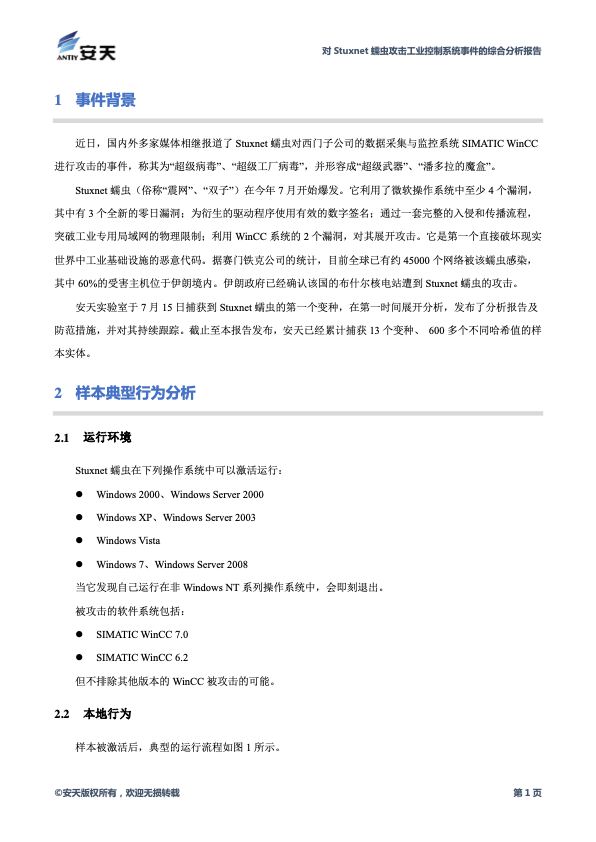 ANTIY 安天
对 Stuxnet 蠕虫攻击工业控制系统事件的综合分析报告
1 事件背景
近日，国内外多家媒体相继报道了 Stuxnet 蠕虫对西门子公司的数据采集与监控系统 SIMATIC WinCC
进行攻击的事件，称其为“超级病毒”、“超级工厂病毒”，并形容成“超级武器”、“潘多拉的魔盒”。
Stuxnet 蠕虫（俗称“震网”、“双子”）在今年 7 月开始爆发。它利用了微软操作系统中至少 4 个漏洞，
其中有 3 个全新的零日漏洞；为衍生的驱动程序使用有效的数字签名；通过一套完整的入侵和传播流程，
突破工业专用局域网的物理限制；利用 WinCC 系统的 2 个漏洞，对其展开攻击。它是第一个直接破坏现实
世界中工业基础设施的恶意代码。据赛门铁克公司的统计，目前全球已有约 45000 个网络被该蠕虫感染，
其中 60%的受害主机位于伊朗境内。伊朗政府已经确认该国的布什尔核电站遭到 Stuxnet 蠕虫的攻击。
安天实验室于 7 月 15 日捕获到 Stuxnet 蠕虫的第一个变种，在第一时间展开分析，发布了分析报告及
防范措施，并对其持续跟踪。截止至本报告发布，安天已经累计捕获 13 个变种、 600 多个不同哈希值的样
本实体。
2 样本典型行为分析
2.1 运行环境
Stuxnet 蠕虫在下列操作系统中可以激活运行：
● Windows 2000、Windows Server 2000
● Windows XP、Windows Server 2003
● Windows Vista
● Windows 7、Windows Server 2008
当它发现自己运行在非 Windows NT 系列操作系统中，会即刻退出。
被攻击的软件系统包括：
● SIMATIC WinCC 7.0
● SIMATIC WinCC 6.2
但不排除其他版本的 WinCC 被攻击的可能。
2.2 本地行为
样本被激活后，典型的运行流程如图 1 所示。
©安天版权所有，欢迎无损转载
第 1 页